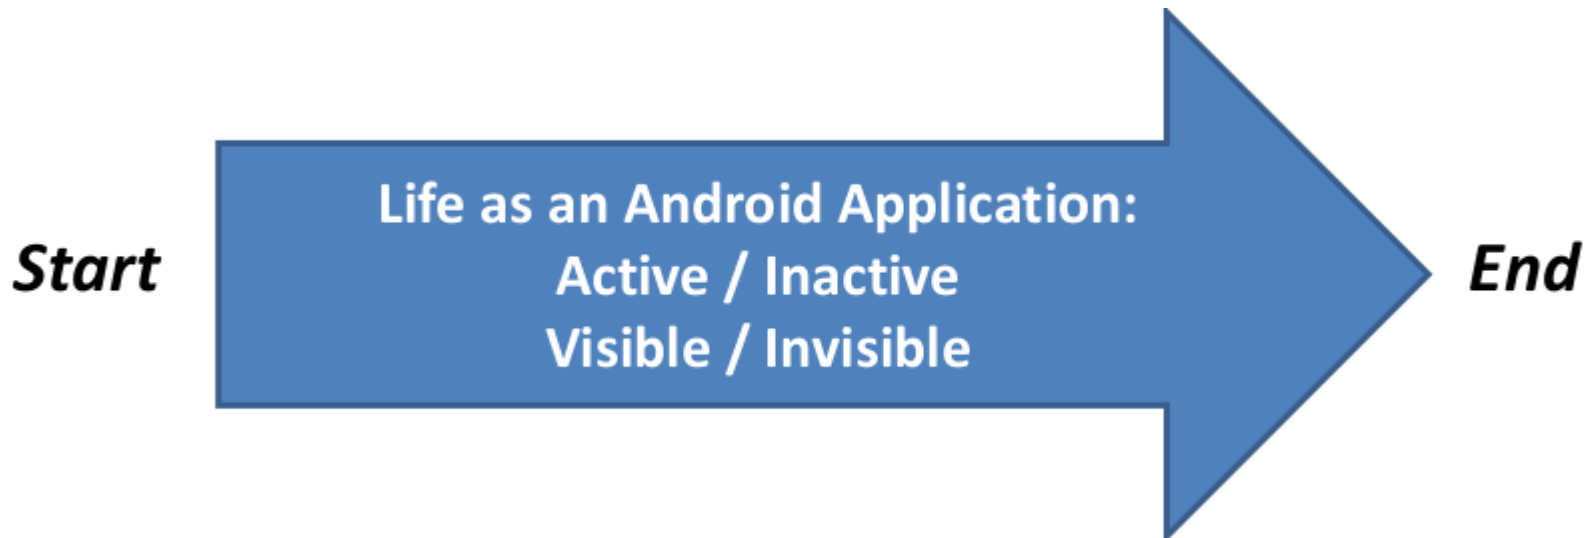 Start
Life as an Android Application:
Active / Inactive
Visible / Invisible
End